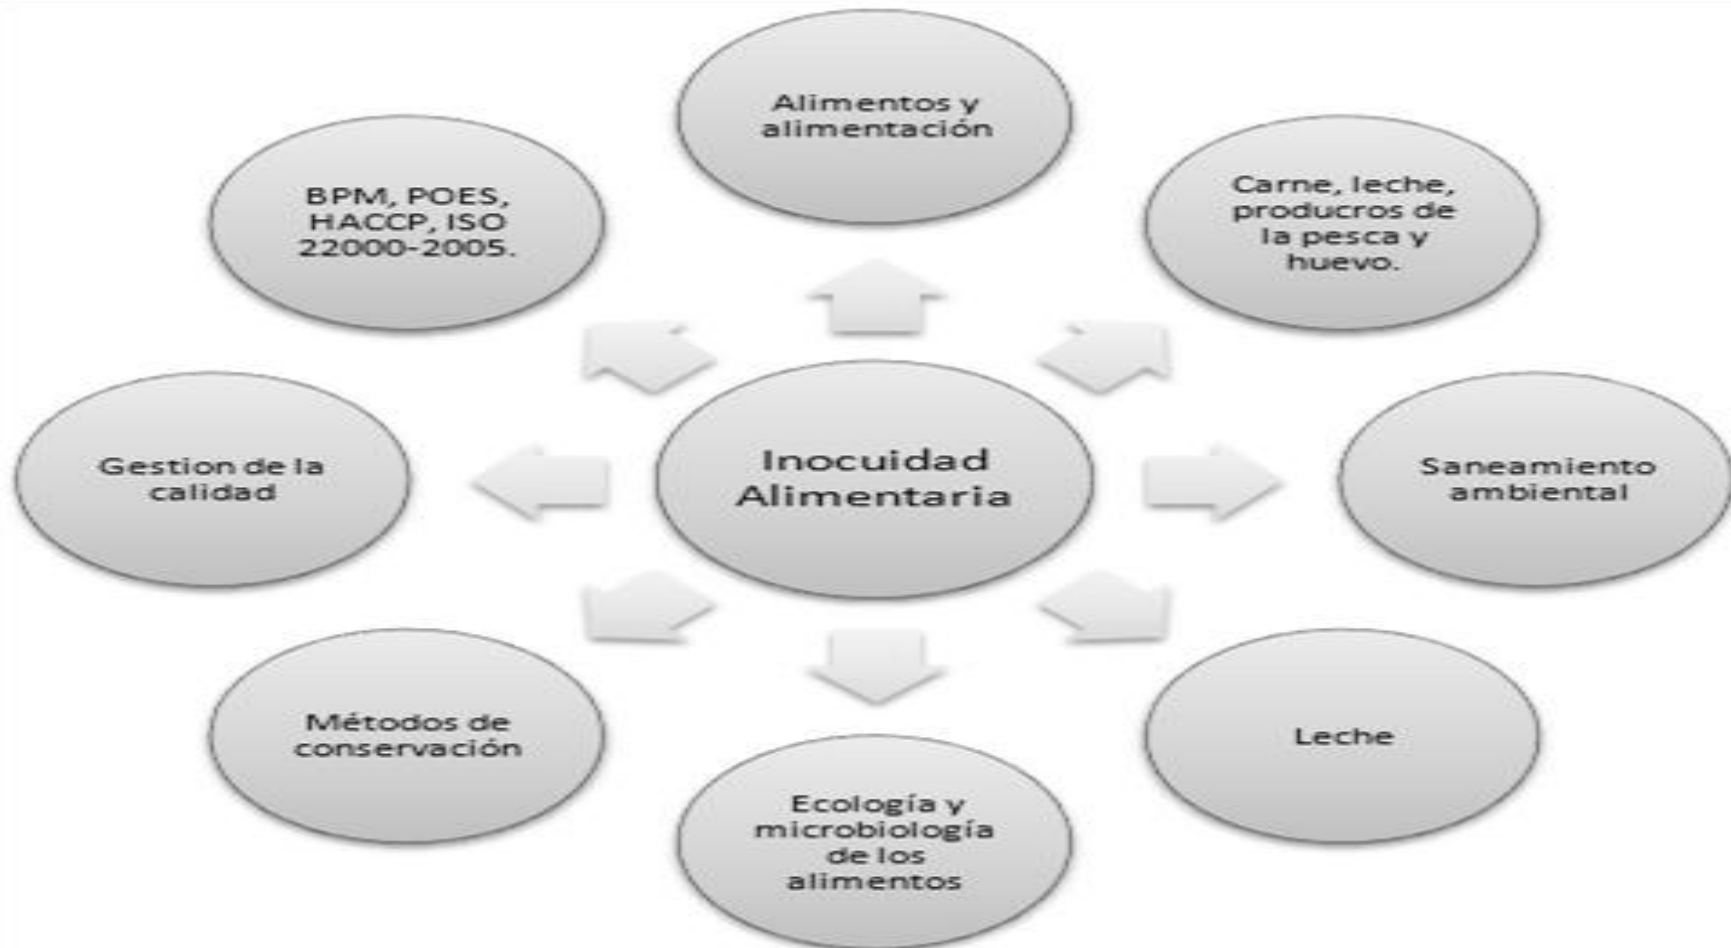 Alimentos y
alimentación
Carne, leche,
producros de
la pesca y
huevo.
Saneamiento
ambiental
Leche
Ecología y
microbiología
de los
alimentos
Métodos de
conservación
Gestion de la
calidad
BPM, POES,
HACCP, ISO
22000-2005.
Inocuidad
Alimentaria